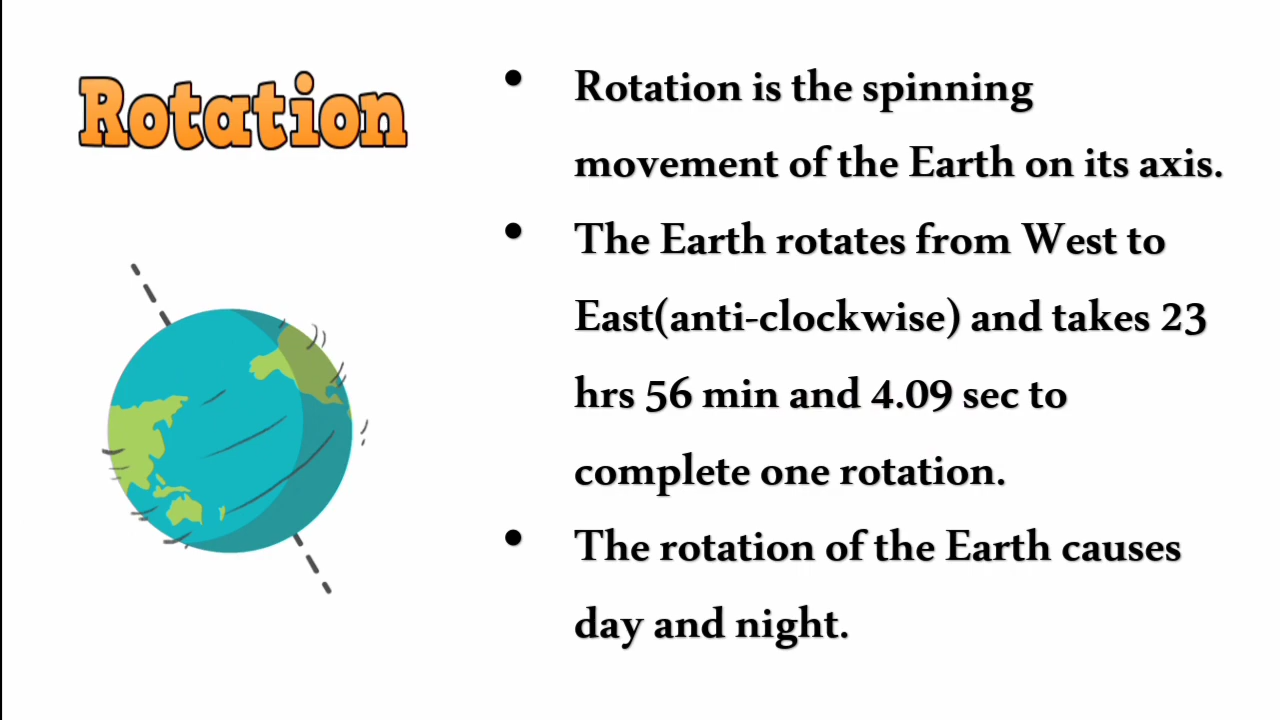 Rotation
• Rotation is the spinning
movement of the Earth on its axis.
• The Earth rotates from West to
East(anti-clockwise) and takes 23
hrs 56 min and 4.09 sec to
complete one rotation.
• The rotation of the Earth causes
day and night.